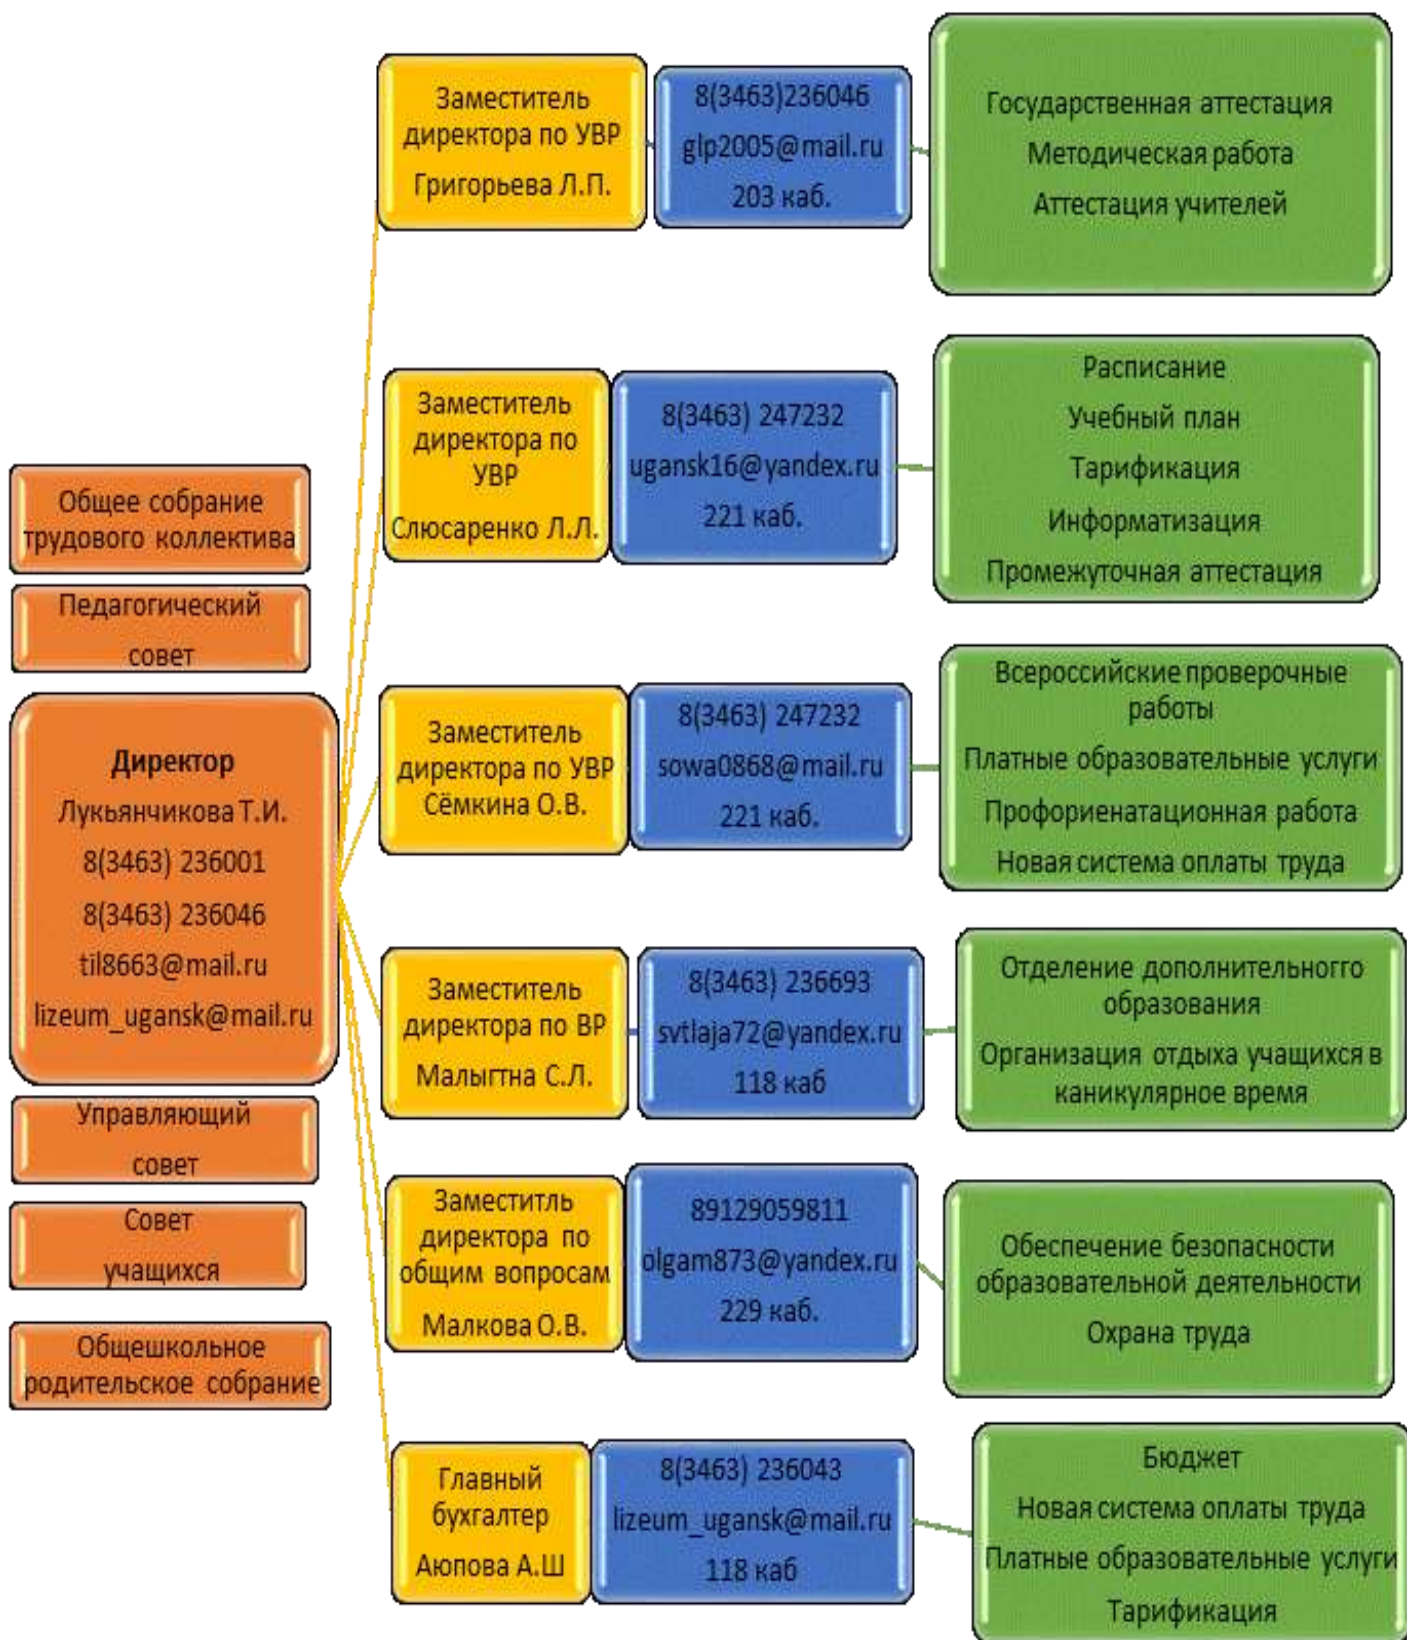 Общее собрание
трудового коллектива
Педагогический
совет
Директор
Лукьянчикова Т.И.
8(3463) 236001
8(3463) 236046
til8663@mail.ru
lizeum_ugansk@mail.ru
Управляющий
совет
Совет
учащихся
Общешкольное
родительское собрание
Заместитель
директора по УВР
Григорьева Л.П.
8(3463)236046
glp2005@mail.ru
203 каб.
Государственная аттестация
Методическая работа
Аттестация учителей
Заместитель
директора по
УВР
Слюсаренко Л.Л.
8(3463) 247232
ugansk16@yandex.ru
221 каб.
Расписание
Учебный план
Тарификация
Информатизация
Промежуточная аттестация
Заместитель
директора по УВР
Сёмкина О.В.
8(3463) 247232
sowa0868@mail.ru
221 каб.
Всероссийские проверочные
работы
Платные образовательные услуги
Профориенатационная работа
Новая система оплаты труда
Заместитель
директора по ВР
Малыгтна С.Л.
8(3463) 236693
svtlaja72@yandex.ru
118 каб
Отделение дополнительногго
образования
Организация отдыха учащихся в
каникулярное время
Заместитль
директора по
общим вопросам
Малкова О.В.
89129059811
olgam873@yandex.ru
229 каб.
Обеспечение безопасности
образовательной деятельности
Охрана труда
Главный
бухгалтер
Аюпова А.Ш
8(3463) 236043
lizeum_ugansk@mail.ru
118 каб
Бюджет
Новая система оплаты труда
Платные образовательные услуги
Тарификация